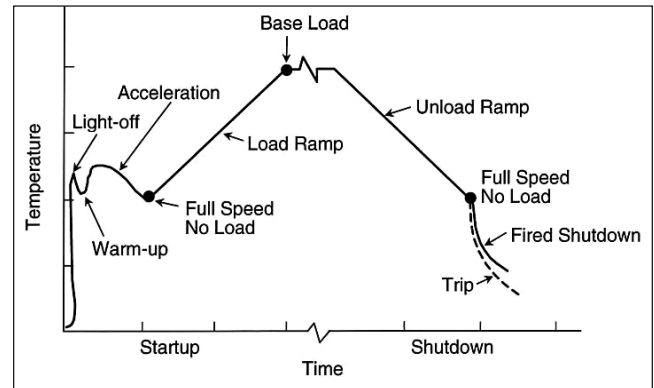 Base Load
Acceleration
Light-off
Unload Ramp
Load Ramp
Temperature
Full Speed
No Load
Full Speed
No Load
Warm-up
Fired Shutdown
Trip
Startup
Shutdown
Time